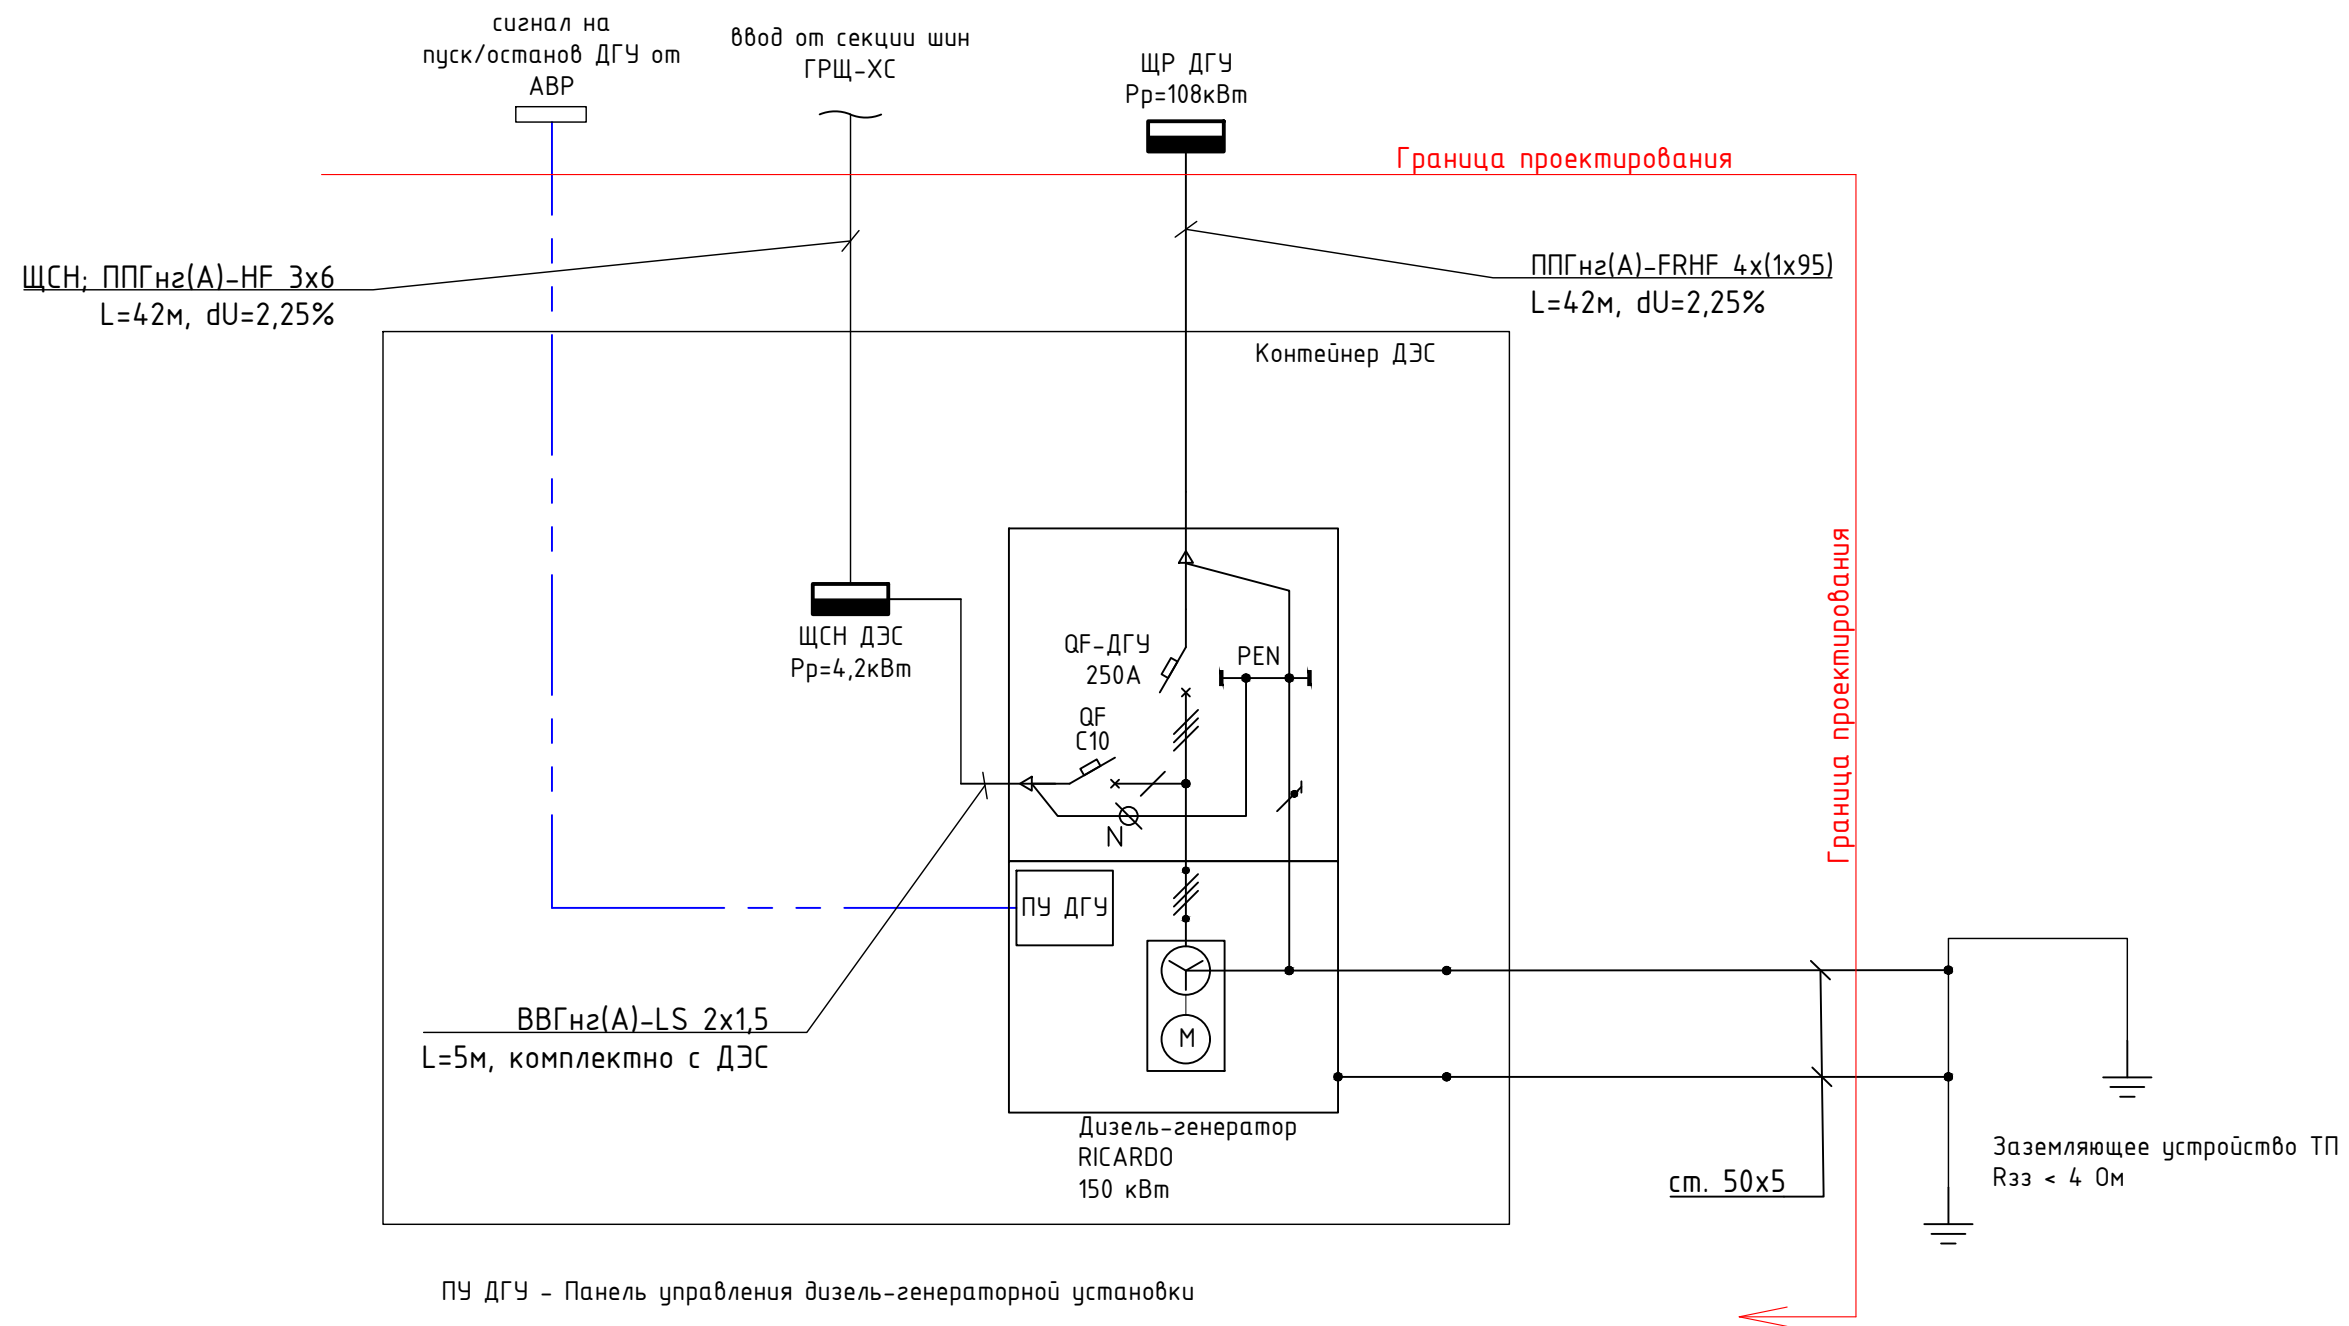 сигнал на
пуск/останов ДГУ от
АВР
ввод от секции шин
ГРЩ-ХС
ЩР ДГУ
Рр=108кВт
Граница проектирования
ЩСН; ППГнг(А)-HF 3х6
L=42м, dU=2,25%
ППГнг(А)-FRHF 4х(1х95)
L=42м, dU=2,25%
Контейнер ДЭС
Граница проектирования
ЩСН ДЭС
Рр=4,2кВт
QF-ДГУ
250А
PEN
QF
C10
N
ПУ ДГУ
М
ВВГнг(А)-LS 2х1,5
L=5м, комплектно с ДЭС
Дизель-генератор
RICARDO
150 кВт
ст. 50х5
Заземляющее устройство ТП
Rзз < 4 Ом
ПУ ДГУ - Панель управления дизель-генераторной установки